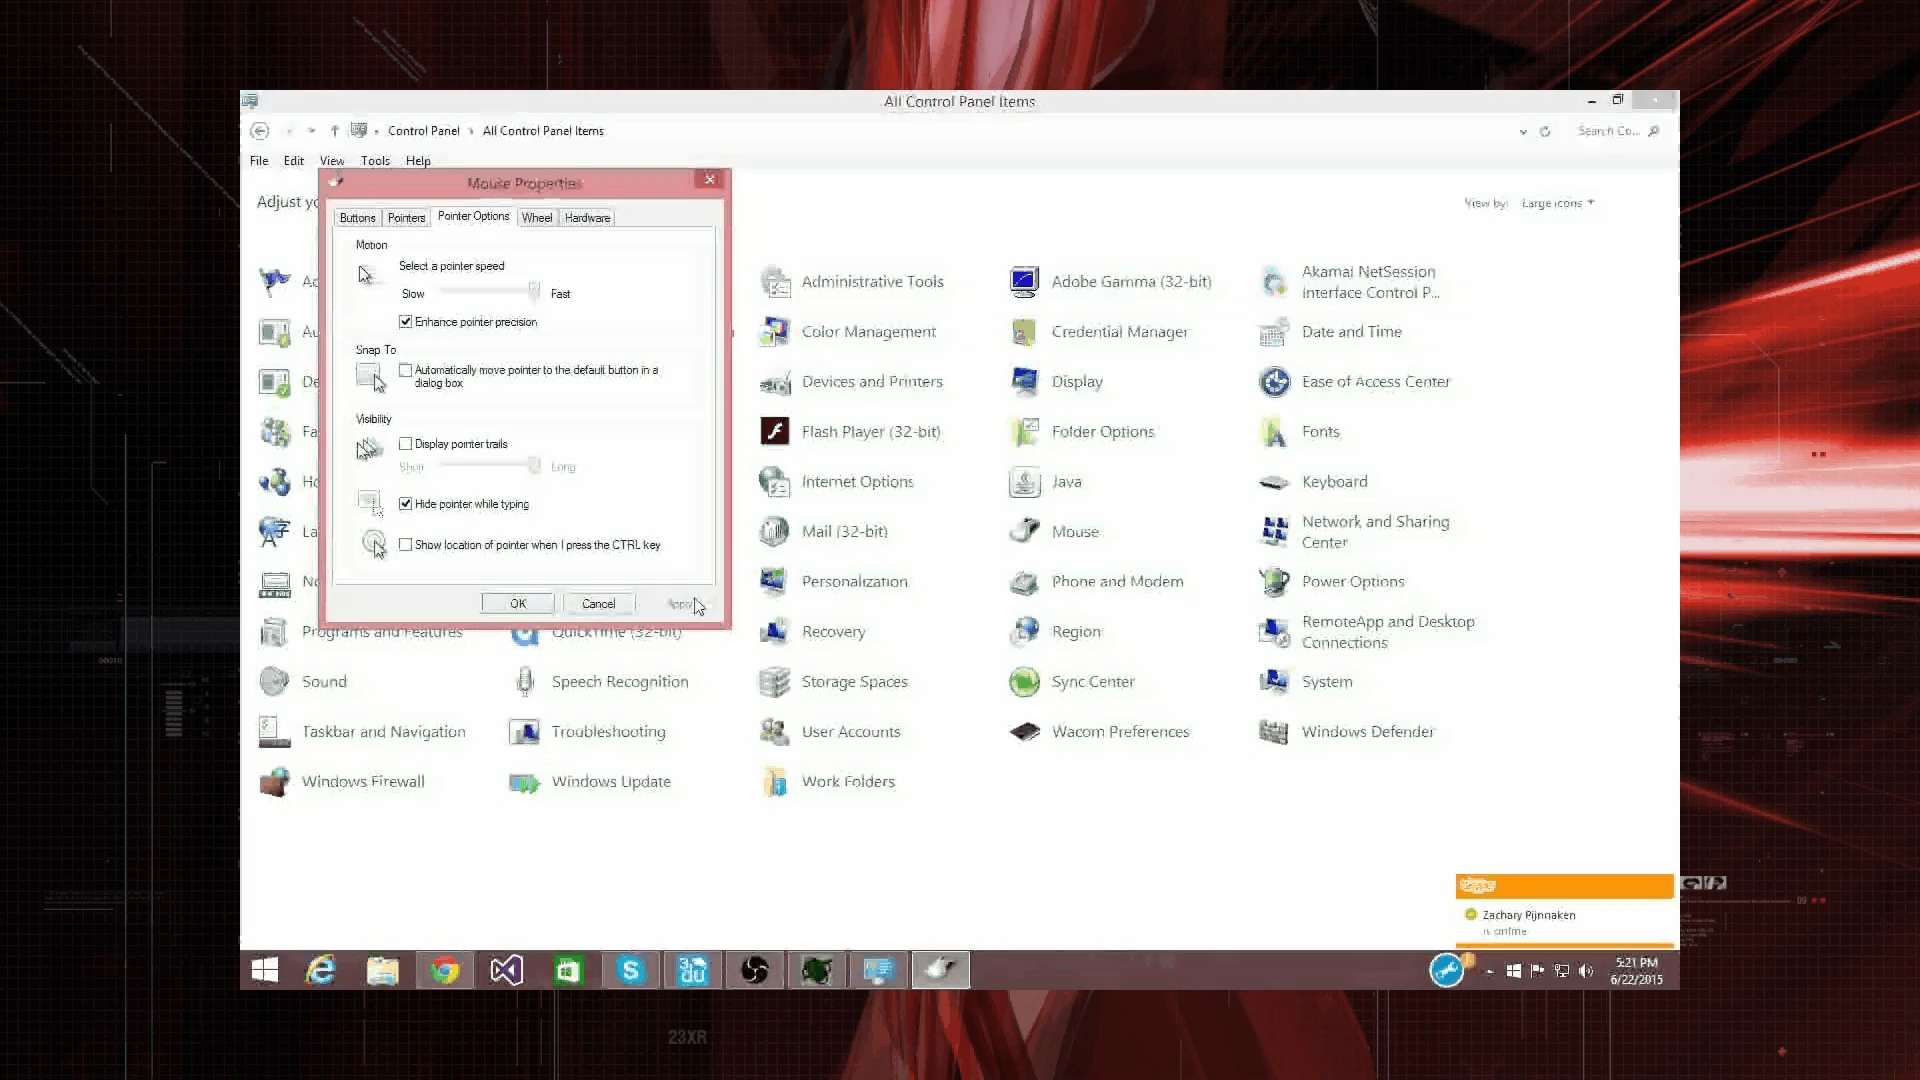 All Control Panel Items
Control Panel All Control Panel Items
Search Co...
File Edit View Tools Help
Adjust yo
View by: Large icons
Mouse Properties
Buttons Pointers Pointer Options Wheel Hardware
Motion
Select a pointer speed
Slow Fast
Enhance pointer precision
Snap To
Automatically move pointer to the default button in a
dialog box
Visibility
Display pointer trails
Short Long
Hide pointer while typing
Show location of pointer when I press the CTRL key
OK Cancel Apply
Ac
Administrative Tools
Adobe Gamma (32-bit)
Akamai NetSession
Interface Control P...
Au
Color Management
Credential Manager
Date and Time
De
Devices and Printers
Display
Ease of Access Center
Fa
Flash Player (32-bit)
Folder Options
Fonts
Ho
Internet Options
Java
Keyboard
La
Mail (32-bit)
Mouse
Network and Sharing
Center
No
Personalization
Phone and Modem
Power Options
Programs and Features
QuickTime (32-bit)
Recovery
Region
RemoteApp and Desktop
Connections
Sound
Speech Recognition
Storage Spaces
Sync Center
System
Taskbar and Navigation
Troubleshooting
User Accounts
Wacom Preferences
Windows Defender
Windows Firewall
Windows Update
Work Folders
skype
Zachary Pijnnaken
is online
3du
5:21 PM
6/22/2015
23XR
09